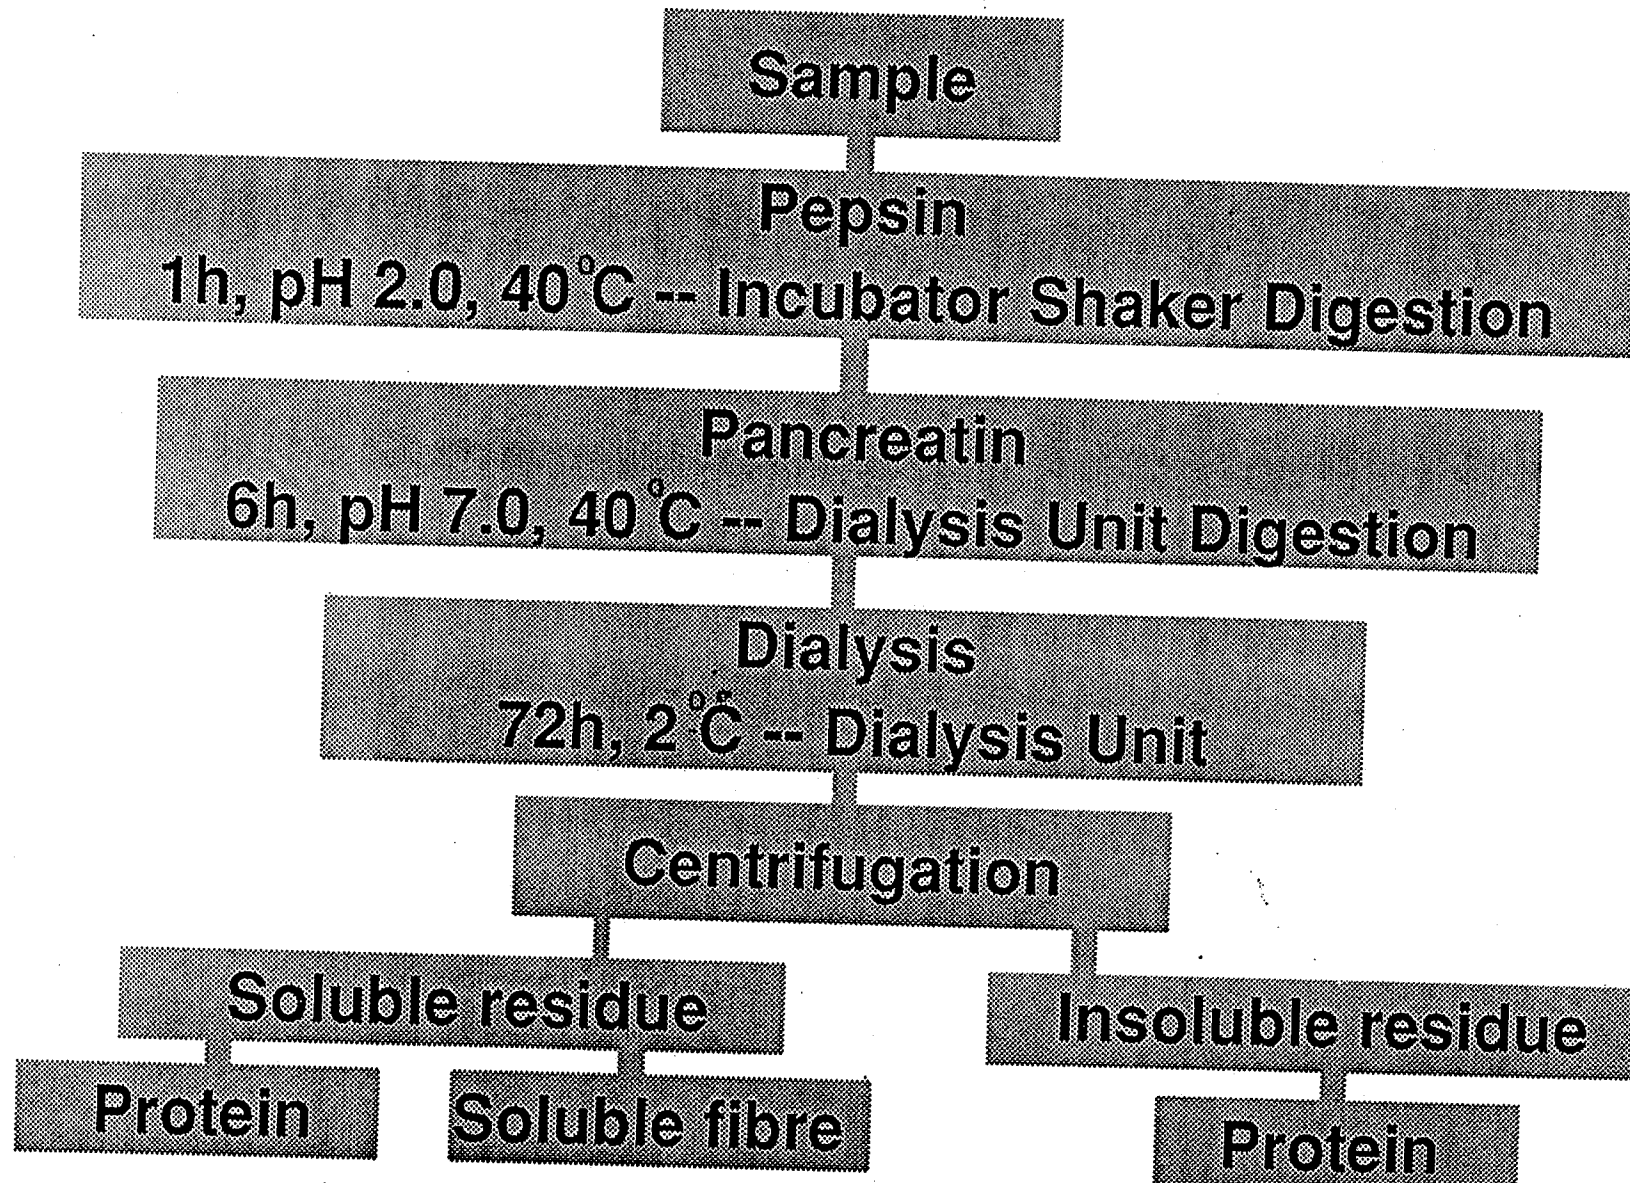 Sample
Pepsin
1h, pH 2.0, 40°C -- Incubator Shaker Digestion
Pancreatin
6h, pH 7.0, 40°C -- Dialysis Unit Digestion
Dialysis
72h, 2°C -- Dialysis Unit
Centrifugation
Soluble residue
Insoluble residue
Protein
Soluble fibre
Protein